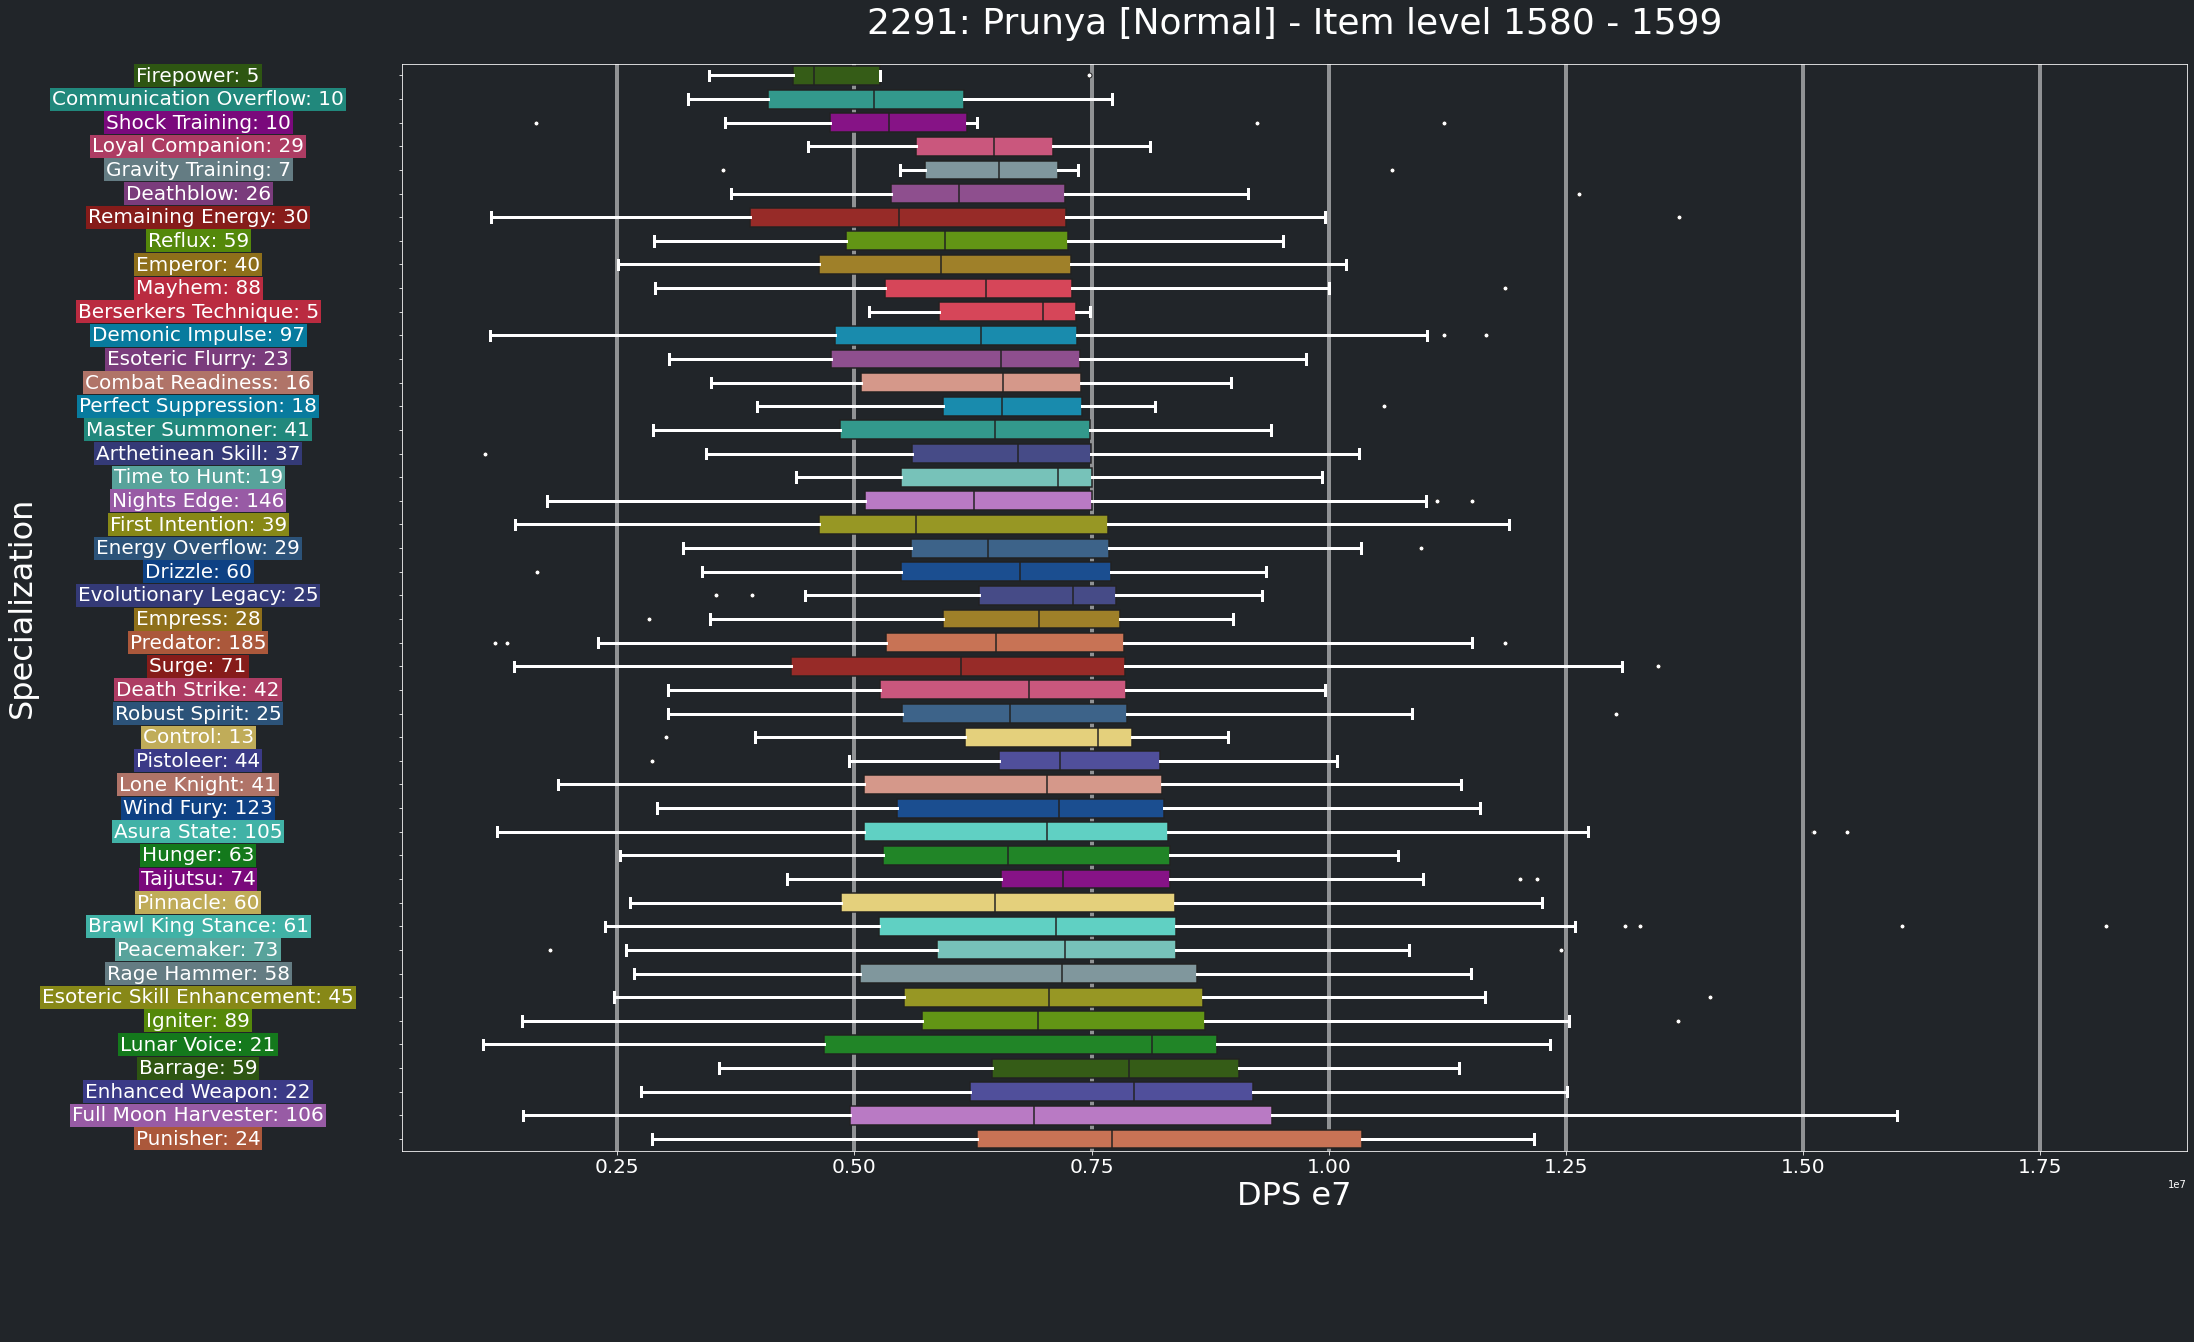 2291: Prunya [Normal] - Item level 1580 - 1599
Specialization
Firepower: 5
Communication Overflow: 10
Shock Training: 10
Loyal Companion: 29
Gravity Training: 7
Deathblow: 26
Remaining Energy: 30
Reflux: 59
Emperor: 40
Mayhem: 88
Berserkers Technique: 5
Demonic Impulse: 97
Esoteric Flurry: 23
Combat Readiness: 16
Perfect Suppression: 18
Master Summoner: 41
Arthetinean Skill: 37
Time to Hunt: 19
Nights Edge: 146
First Intention: 39
Energy Overflow: 29
Drizzle: 60
Evolutionary Legacy: 25
Empress: 28
Predator: 185
Surge: 71
Death Strike: 42
Robust Spirit: 25
Control: 13
Pistoleer: 44
Lone Knight: 41
Wind Fury: 123
Asura State: 105
Hunger: 63
Taijutsu: 74
Pinnacle: 60
Brawl King Stance: 61
Peacemaker: 73
Rage Hammer: 58
Esoteric Skill Enhancement: 45
Igniter: 89
Lunar Voice: 21
Barrage: 59
Enhanced Weapon: 22
Full Moon Harvester: 106
Punisher: 24
0.25 0.50 0.75 1.00 1.25 1.50 1.75
DPS e7
1e7